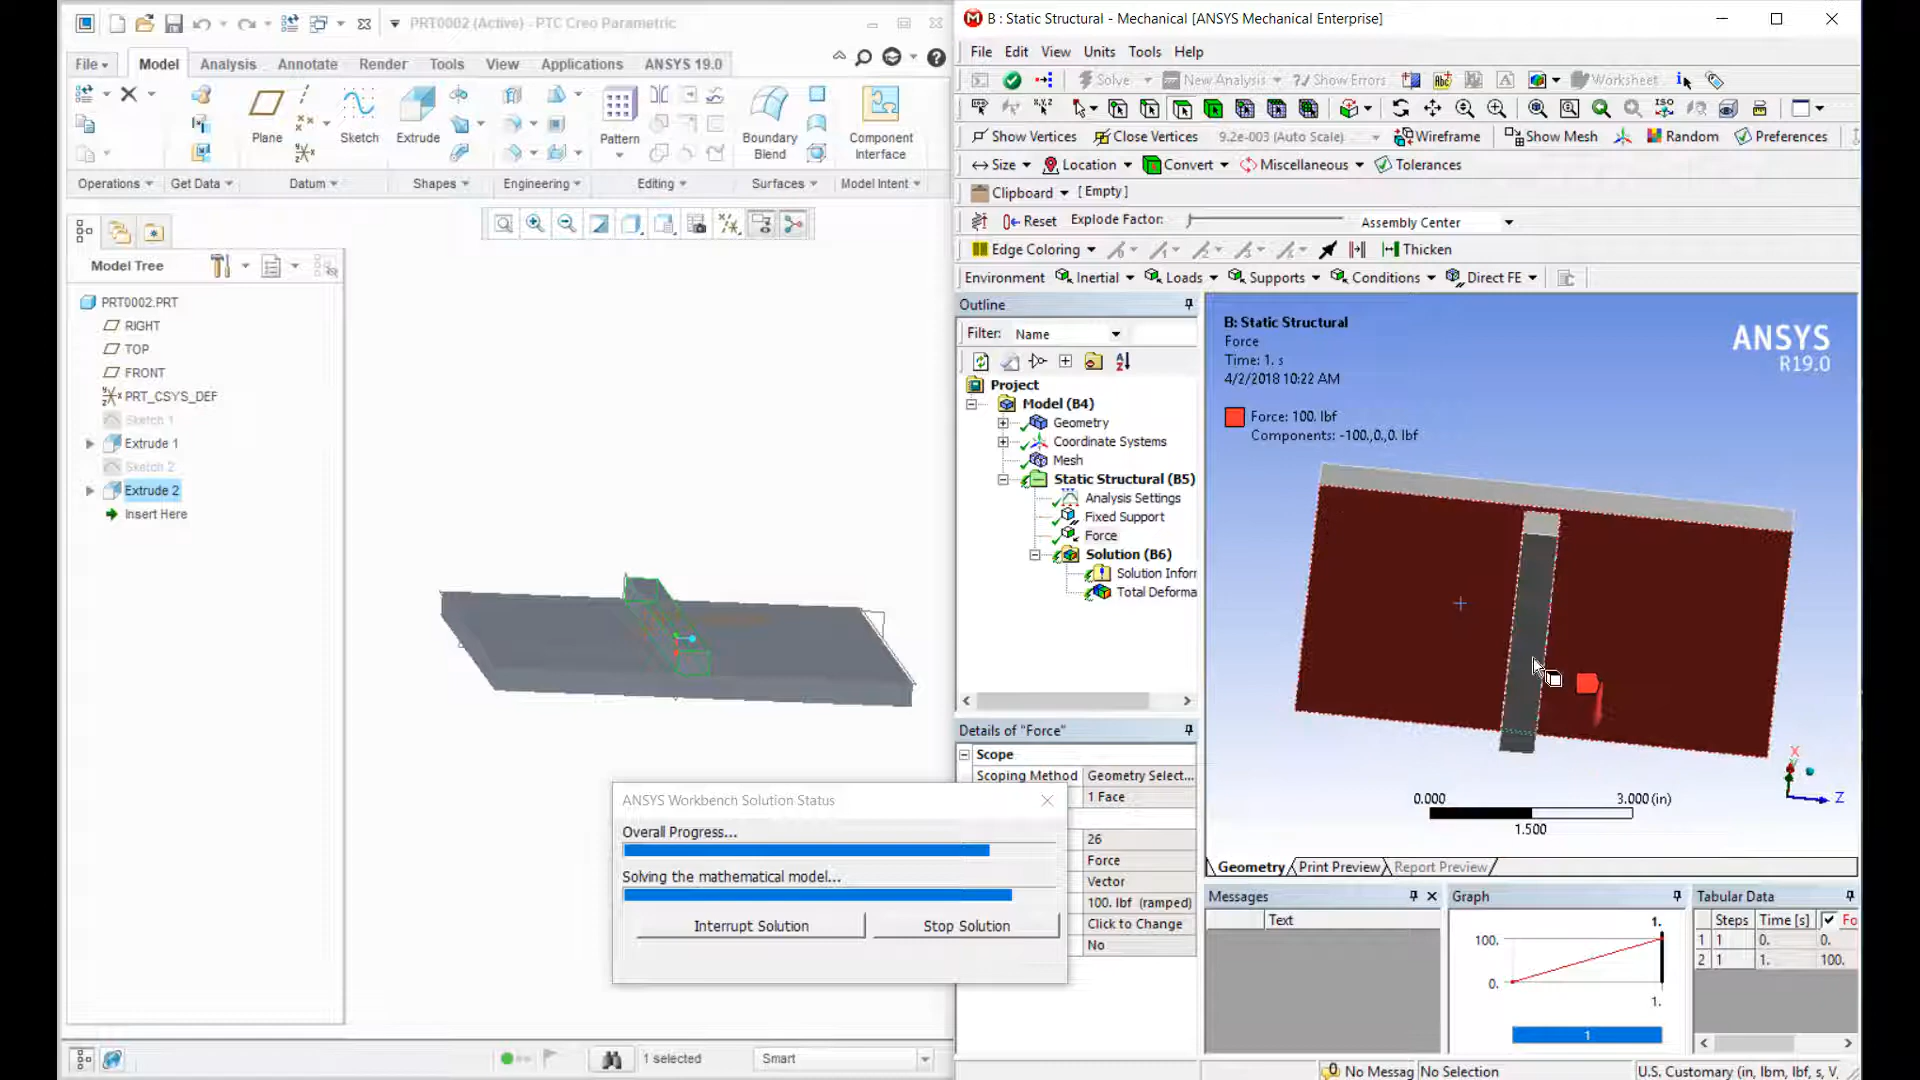 PRT0002 (Active) - PTC Creo Parametric
File
Model
Analysis
Annotate
Render
Tools
View
Applications
ANSYS 19.0
Plane
Sketch
Extrude
Pattern
Boundary
Blend
Component
Interface
Operations
Get Data
Datum
Shapes
Engineering
Editing
Surfaces
Model Intent
Model Tree
PRT0002.PRT
RIGHT
TOP
FRONT
PRT_CSYS_DEF
Sketch 1
Extrude 1
Sketch 2
Extrude 2
Insert Here
ANSYS Workbench Solution Status
Overall Progress...
Solving the mathematical model...
Interrupt Solution
Stop Solution
1 selected
Smart
B : Static Structural - Mechanical [ANSYS Mechanical Enterprise]
File Edit View Units Tools Help
Solve New Analysis ?/ Show Errors Worksheet
Show Vertices Close Vertices 9.2e-003 (Auto Scale) Wireframe Show Mesh Random Preferences
Size Location Convert Miscellaneous Tolerances
Clipboard [ Empty ]
Reset Explode Factor: Assembly Center
Edge Coloring Thicken
Environment Inertial Loads Supports Conditions Direct FE
Outline
Filter: Name
Project
Model (B4)
Geometry
Coordinate Systems
Mesh
Static Structural (B5)
Analysis Settings
Fixed Support
Force
Solution (B6)
Solution Infor
Total Deforma
Details of "Force"
Scope
Scoping Method Geometry Select...
1 Face
26
Force
Vector
100. lbf (ramped)
Click to Change
No
B: Static Structural
Force
Time: 1. s
4/2/2018 10:22 AM
Force: 100. lbf
Components: -100.,0.,0. lbf
ANSYS
R19.0
X
Y
Z
0.000 3.000 (in)
1.500
Geometry Print Preview Report Preview
Messages
Text
Graph
1.
100.
0.
1.
1
Tabular Data
Steps Time [s] Fo
1 1 0. 0.
2 1 1. 100.
0 No Messag No Selection U.S. Customary (in, lbm, lbf, s, V,